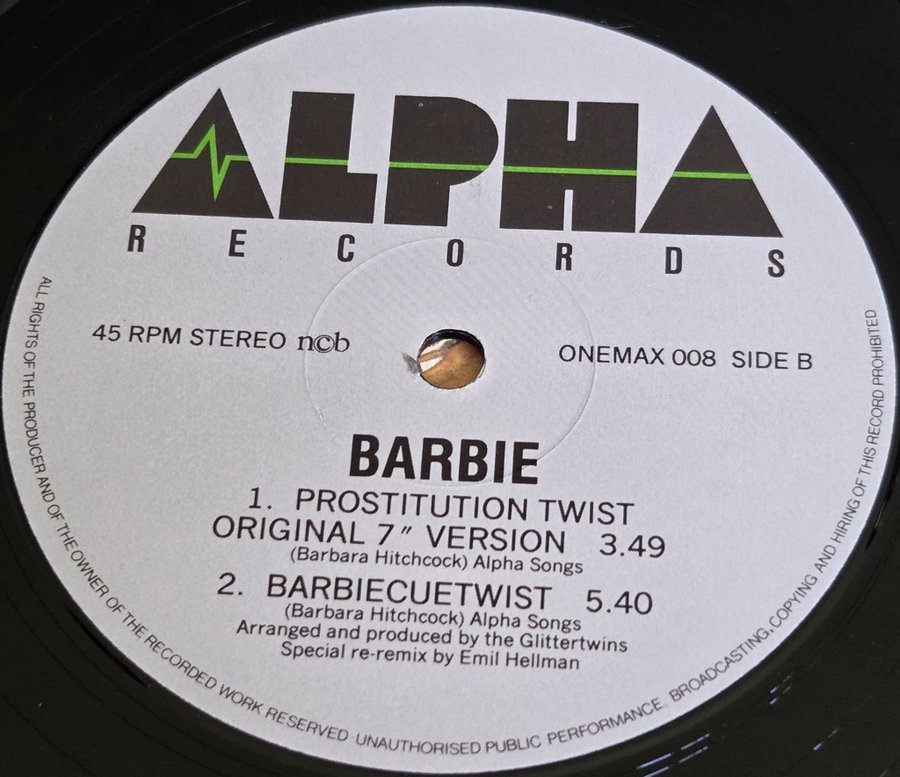 ALPHA
RECORDS
45 RPM STEREO ncb
ONEMAX 008 SIDE B
BARBIE
1. PROSTITUTION TWIST
ORIGINAL 7" VERSION 3.49
(Barbara Hitchcock) Alpha Songs
2. BARBIECUETWIST 5.40
(Barbara Hitchcock) Alpha Songs
Arranged and produced by the Glittertwins
Special re-remix by Emil Hellman
ALL RIGHTS OF THE PRODUCER AND OF THE OWNER OF THE RECORDED WORK RESERVED · UNAUTHORISED PUBLIC PERFORMANCE. BROADCASTING, COPYING AND HIRING OF THIS RECORD PROHIBITED